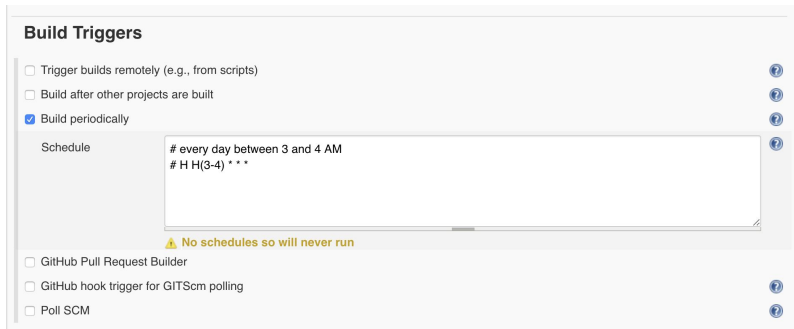 Build Triggers
Trigger builds remotely (e.g., from scripts)
Build after other projects are built
Build periodically
Schedule
# every day between 3 and 4 AM
# H H(3-4) * * *
No schedules so will never run
GitHub Pull Request Builder
GitHub hook trigger for GITScm polling
Poll SCM